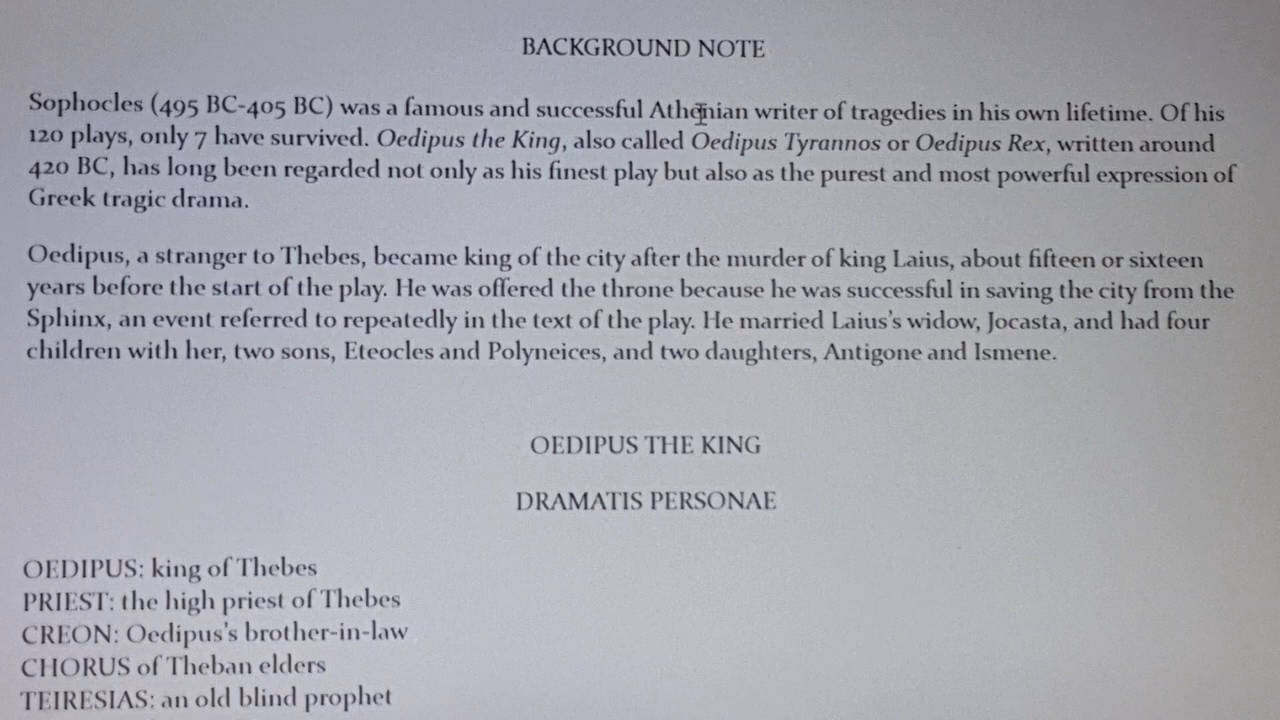 BACKGROUND NOTE
Sophocles (495 BC-405 BC) was a famous and successful Athenian writer of tragedies in his own lifetime. Of his
120 plays, only 7 have survived. Oedipus the King, also called Oedipus Tyrannos or Oedipus Rex, written around
420 BC, has long been regarded not only as his finest play but also as the purest and most powerful expression of
Greek tragic drama.
Oedipus, a stranger to Thebes, became king of the city after the murder of king Laius, about fifteen or sixteen
years before the start of the play. He was offered the throne because he was successful in saving the city from the
Sphinx, an event referred to repeatedly in the text of the play. He married Laius's widow, Jocasta, and had four
children with her, two sons, Eteocles and Polyneices, and two daughters, Antigone and Ismene.
OEDIPUS THE KING
DRAMATIS PERSONAE
OEDIPUS: king of Thebes
PRIEST: the high priest of Thebes
CREON: Oedipus's brother-in-law
CHORUS of Theban elders
TEIRESIAS: an old blind prophet